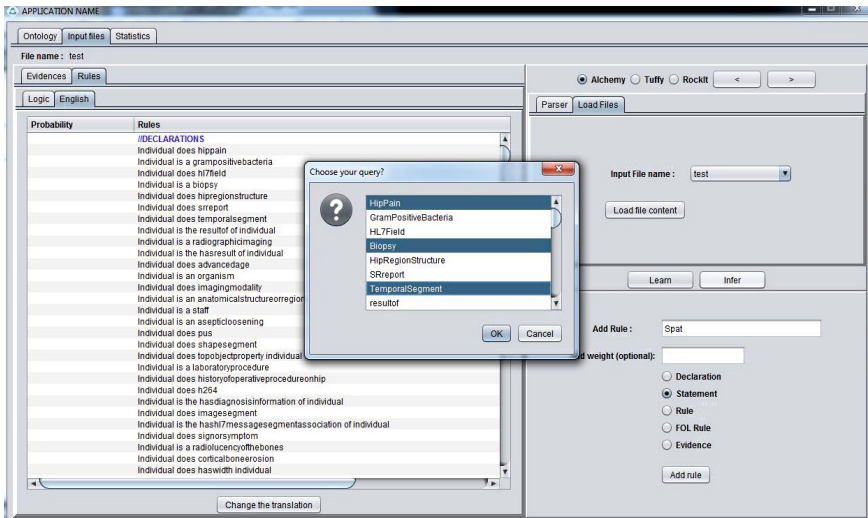 APPLICATION NAME
Ontology Input files Statistics
File name : test
Evidences Rules
Logic English
Probability Rules
//DECLARATIONS
Individual does hippain
Individual is a grampositivebacteria
Individual does hl7field
Individual is a biopsy
Individual does hipregionstructure
Individual does srreport
Individual does temporalsegment
Individual is the resultof of individual
Individual is a radiographicimaging
Individual is the hasresult of individual
Individual does advancedage
Individual is an organism
Individual does imagingmodality
Individual is an anatomicalstructureorregion
Individual is a staff
Individual is an asepticloosening
Individual does pus
Individual does shapesegment
Individual does topobjectproperty individual
Individual is a laboratoryprocedure
Individual does historyofoperativeprocedureonhip
Individual does h264
Individual is the hasdiagnosisinformation of individual
Individual does imagesegment
Individual is the hashl7messagesegmentassociation of individual
Individual does signorsymptom
Individual is a radiolucencyofthebones
Individual does corticalboneerosion
Individual does haswidth individual
Change the translation
Choose your query?
HipPain
GramPositiveBacteria
HL7Field
Biopsy
HipRegionStructure
SRreport
TemporalSegment
resultof
OK Cancel
Alchemy Tuffy RockIt < >
Parser Load Files
Input File name : test
Load file content
Learn Infer
Add Rule : Spat
weight (optional):
Declaration
Statement
Rule
FOL Rule
Evidence
Add rule